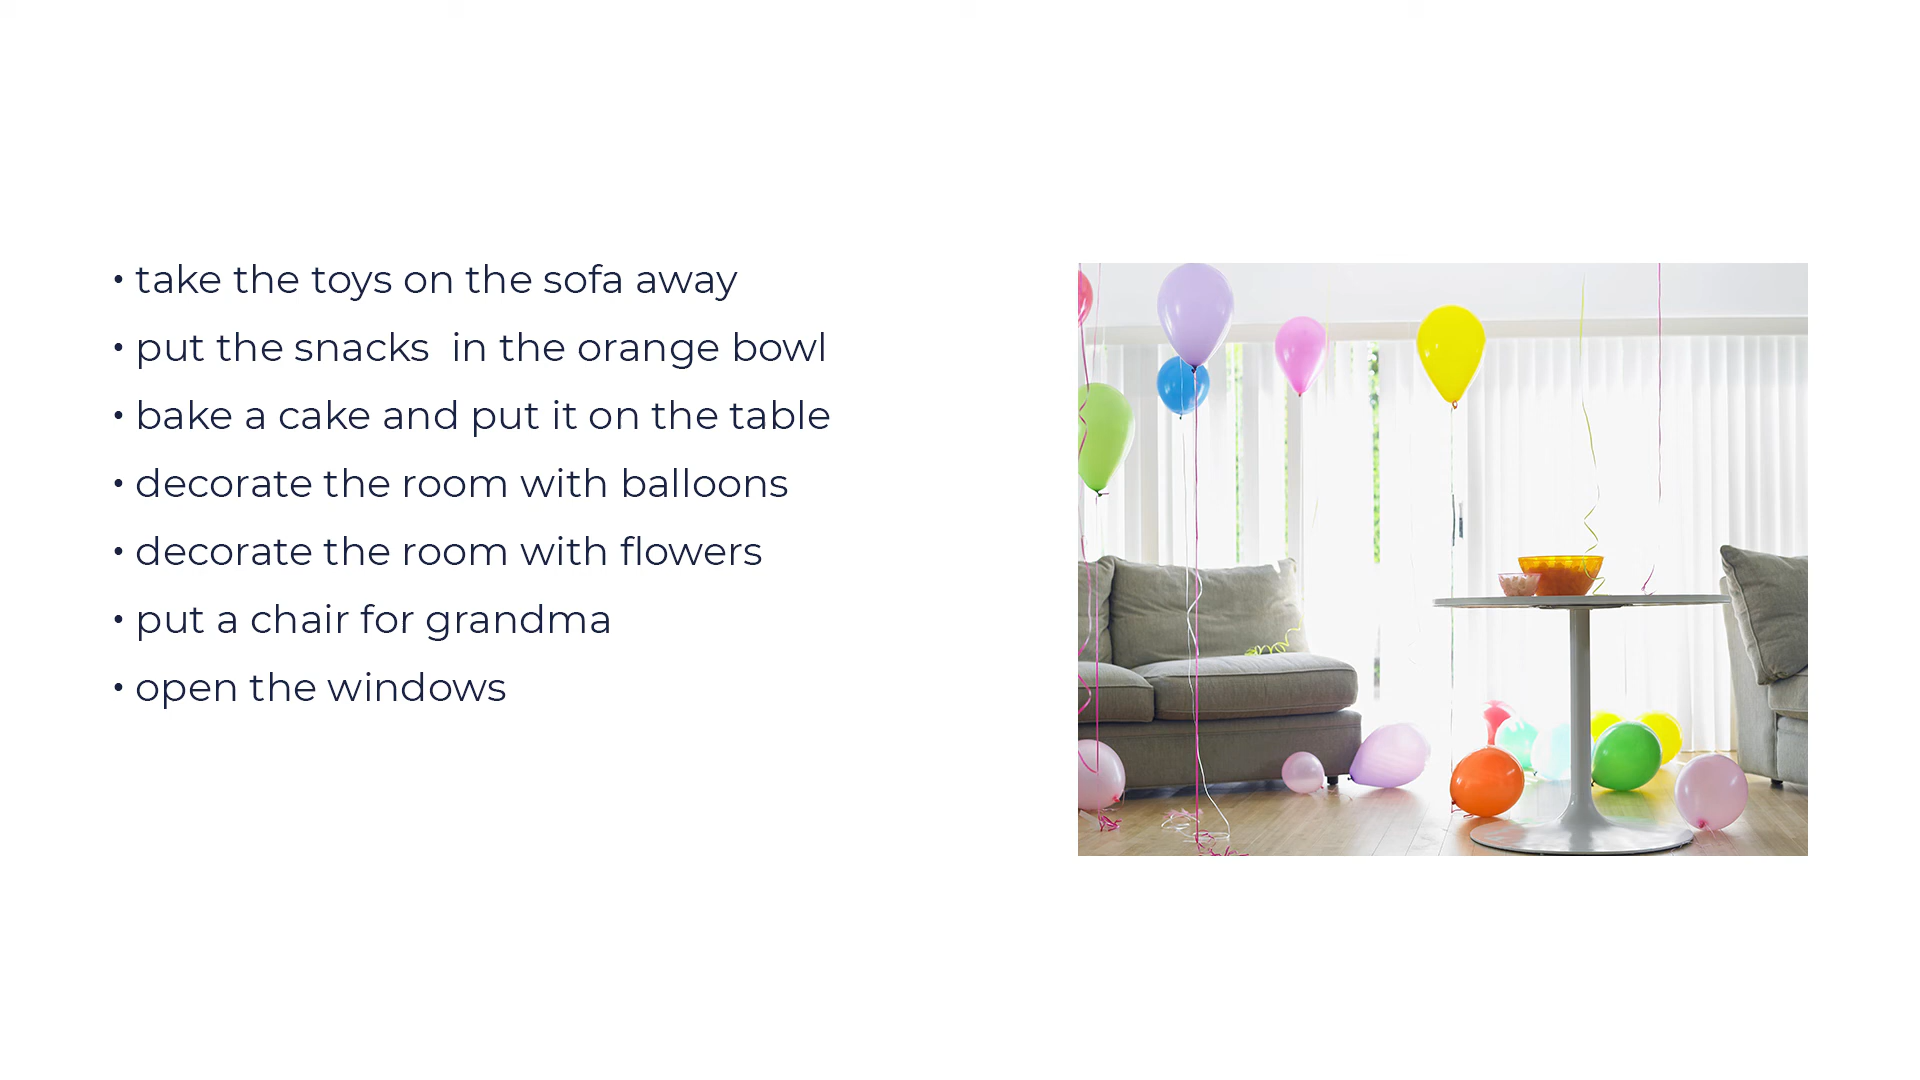 • take the toys on the sofa away
• put the snacks  in the orange bowl
• bake a cake and put it on the table
• decorate the room with balloons
• decorate the room with flowers
• put a chair for grandma
• open the windows